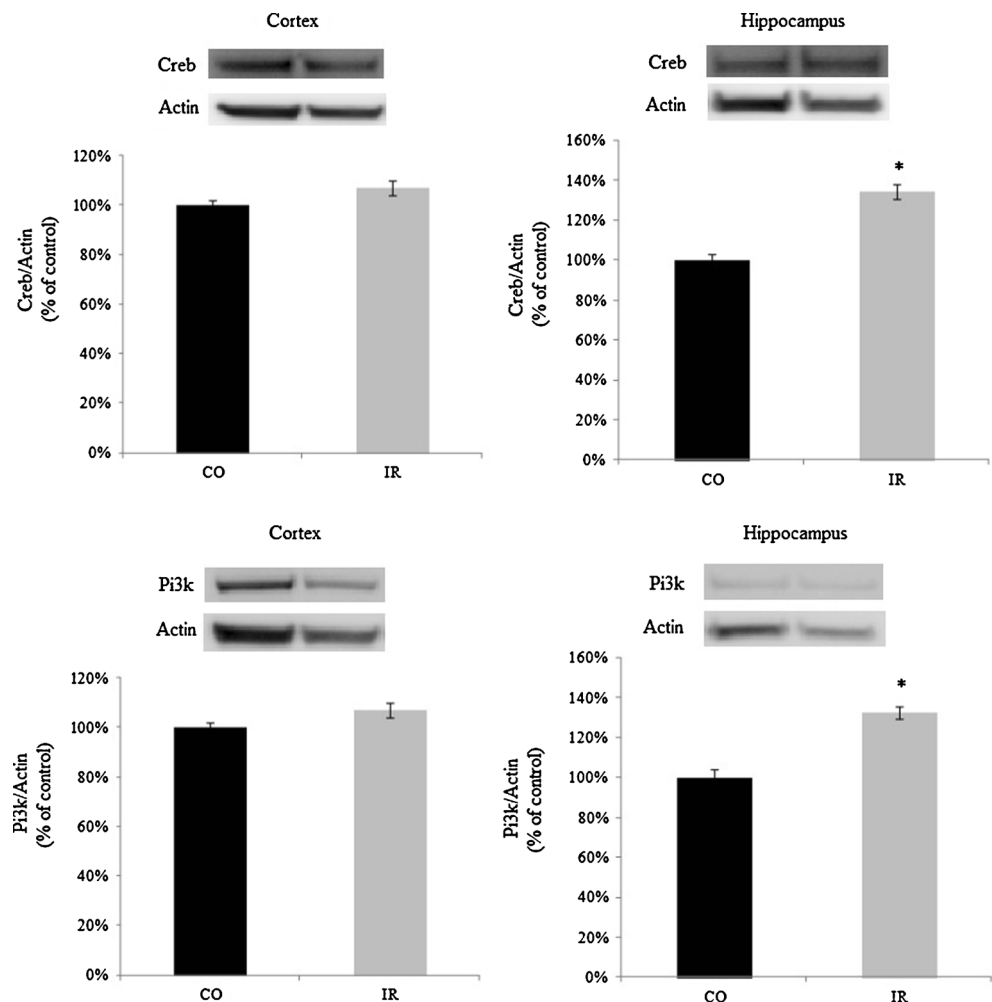 Cortex
Creb
Actin
120%
100%
80%
60%
40%
20%
0%
Creb/Actin
(% of control)
CO
IR
Hippocampus
Creb
Actin
160%
*
140%
120%
100%
80%
60%
40%
20%
0%
Creb/Actin
(% of control)
CO
IR
Cortex
Pi3k
Actin
120%
100%
80%
60%
40%
20%
0%
Pi3k/Actin
(% of control)
CO
IR
Hippocampus
Pi3k
Actin
160%
*
140%
120%
100%
80%
60%
40%
20%
0%
Pi3k/Actin
(% of control)
CO
IR